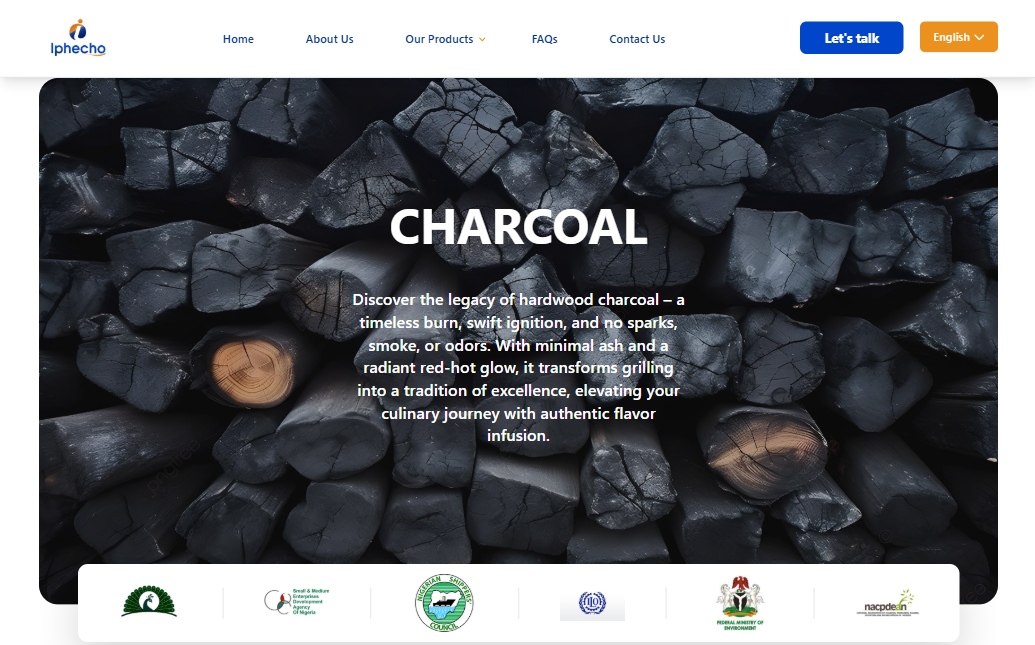 Iphecho
Home
About Us
Our Products
FAQs
Contact Us
Let's talk
English
CHARCOAL
Discover the legacy of hardwood charcoal – a
timeless burn, swift ignition, and no sparks,
smoke, or odors. With minimal ash and a
radiant red-hot glow, it transforms grilling
into a tradition of excellence, elevating your
culinary journey with authentic flavor
infusion.
Small & Medium
Enterprises
Development
Agency
Of Nigeria
NIGERIAN SHIPPERS'
COUNCIL
FEDERAL MINISTRY OF
ENVIRONMENT
nacpdean